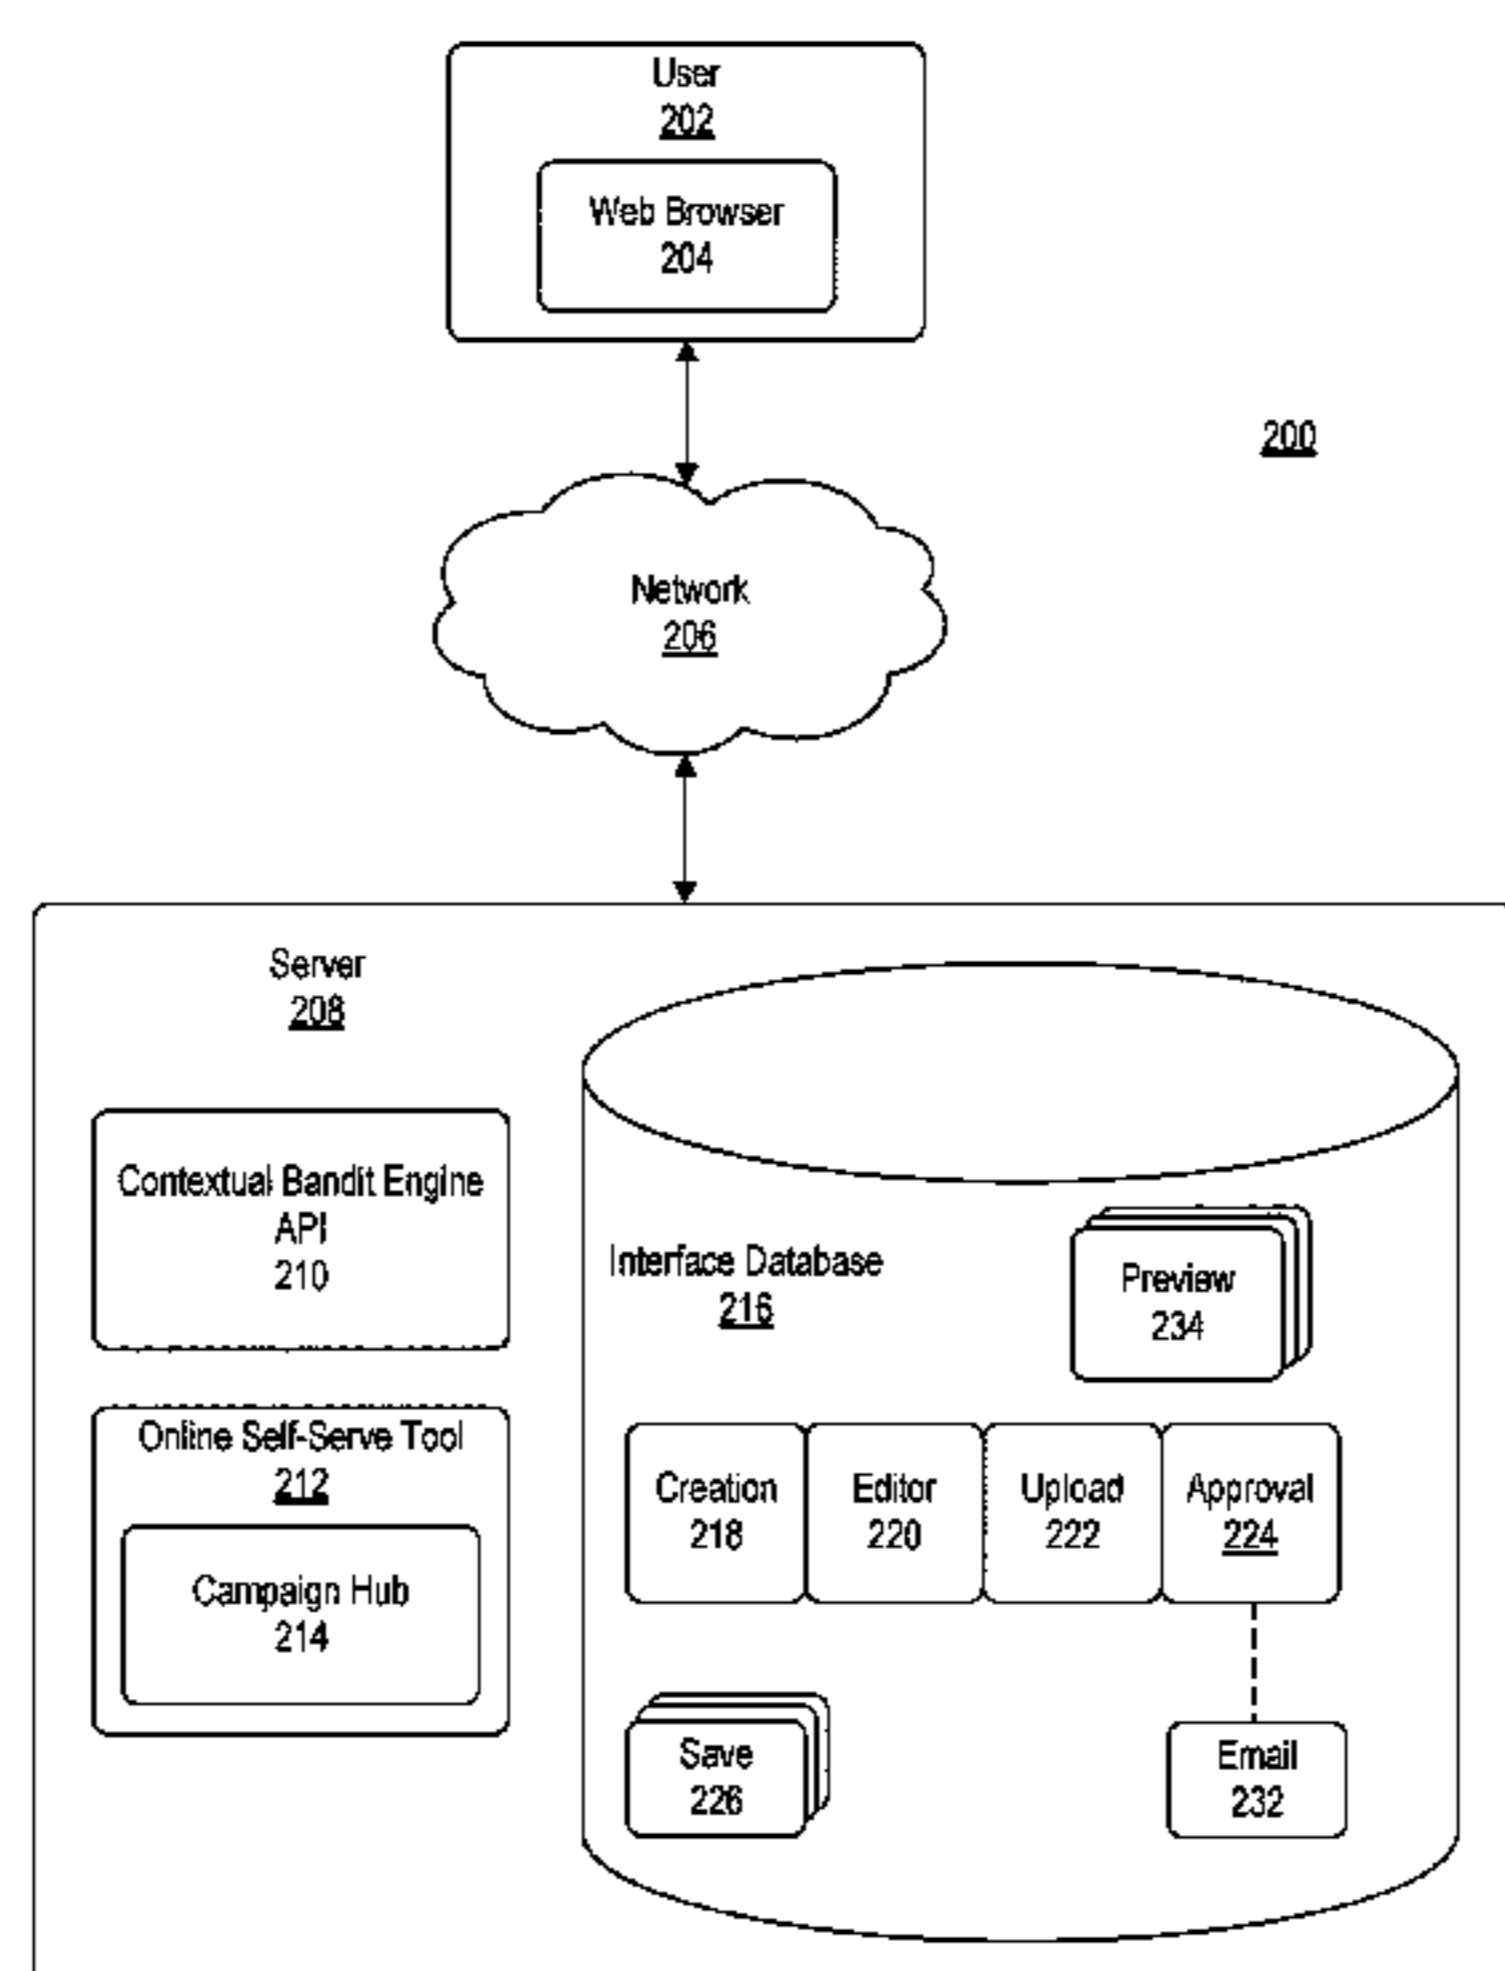 User
202
Web Browser
204
200
Network
206
Server
208
Contextual Bandit Engine
API
210
Online Self-Serve Tool
212
Campaign Hub
214
Interface Database
216
Preview
234
Creation
218
Editor
220
Upload
222
Approval
224
Save
226
Email
232